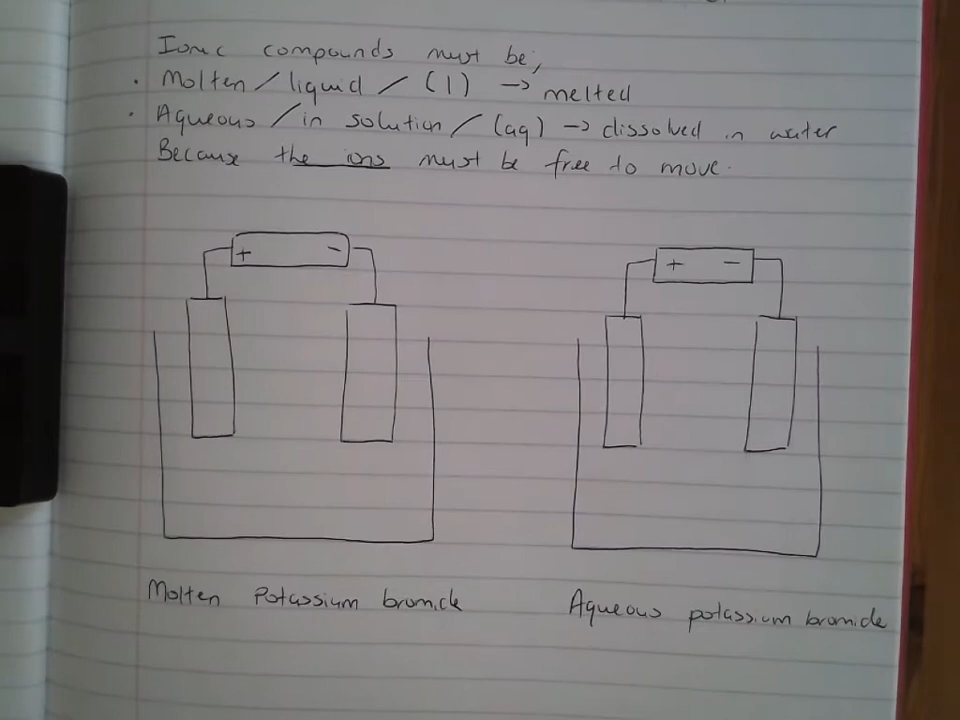 Ionic compounds must be;
· Molten / liquid / (l) → melted
· Aqueous / in solution / (aq) → dissolved in water
Because the ions must be free to move.
+ −
+ −
Molten Potassium bromide
Aqueous potassium bromide